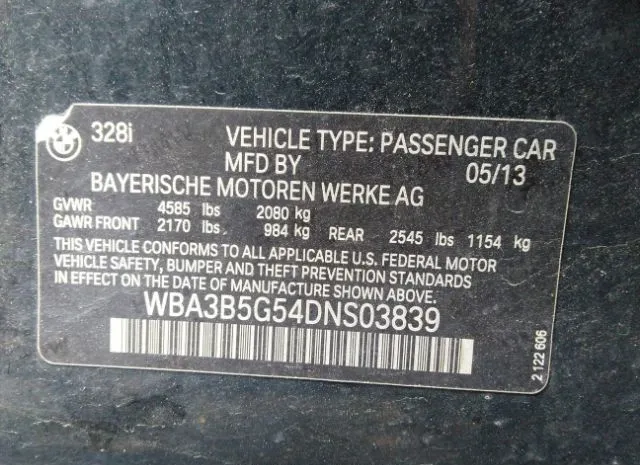 BMW
328i VEHICLE TYPE: PASSENGER CAR
MFD BY 05/13
BAYERISCHE MOTOREN WERKE AG
GVWR 4585 lbs 2080 kg
GAWR FRONT 2170 lbs 984 kg REAR 2545 lbs 1154 kg
THIS VEHICLE CONFORMS TO ALL APPLICABLE U.S. FEDERAL MOTOR
VEHICLE SAFETY, BUMPER AND THEFT PREVENTION STANDARDS
IN EFFECT ON THE DATE OF MANUFACTURE SHOWN ABOVE.
WBA3B5G54DNS03839
2 122 606